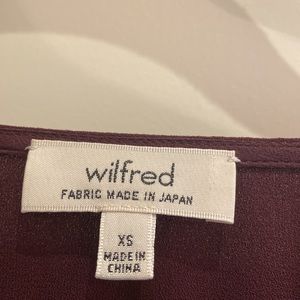 wilfred
FABRIC MADE IN JAPAN
XS
MADE IN
CHINA